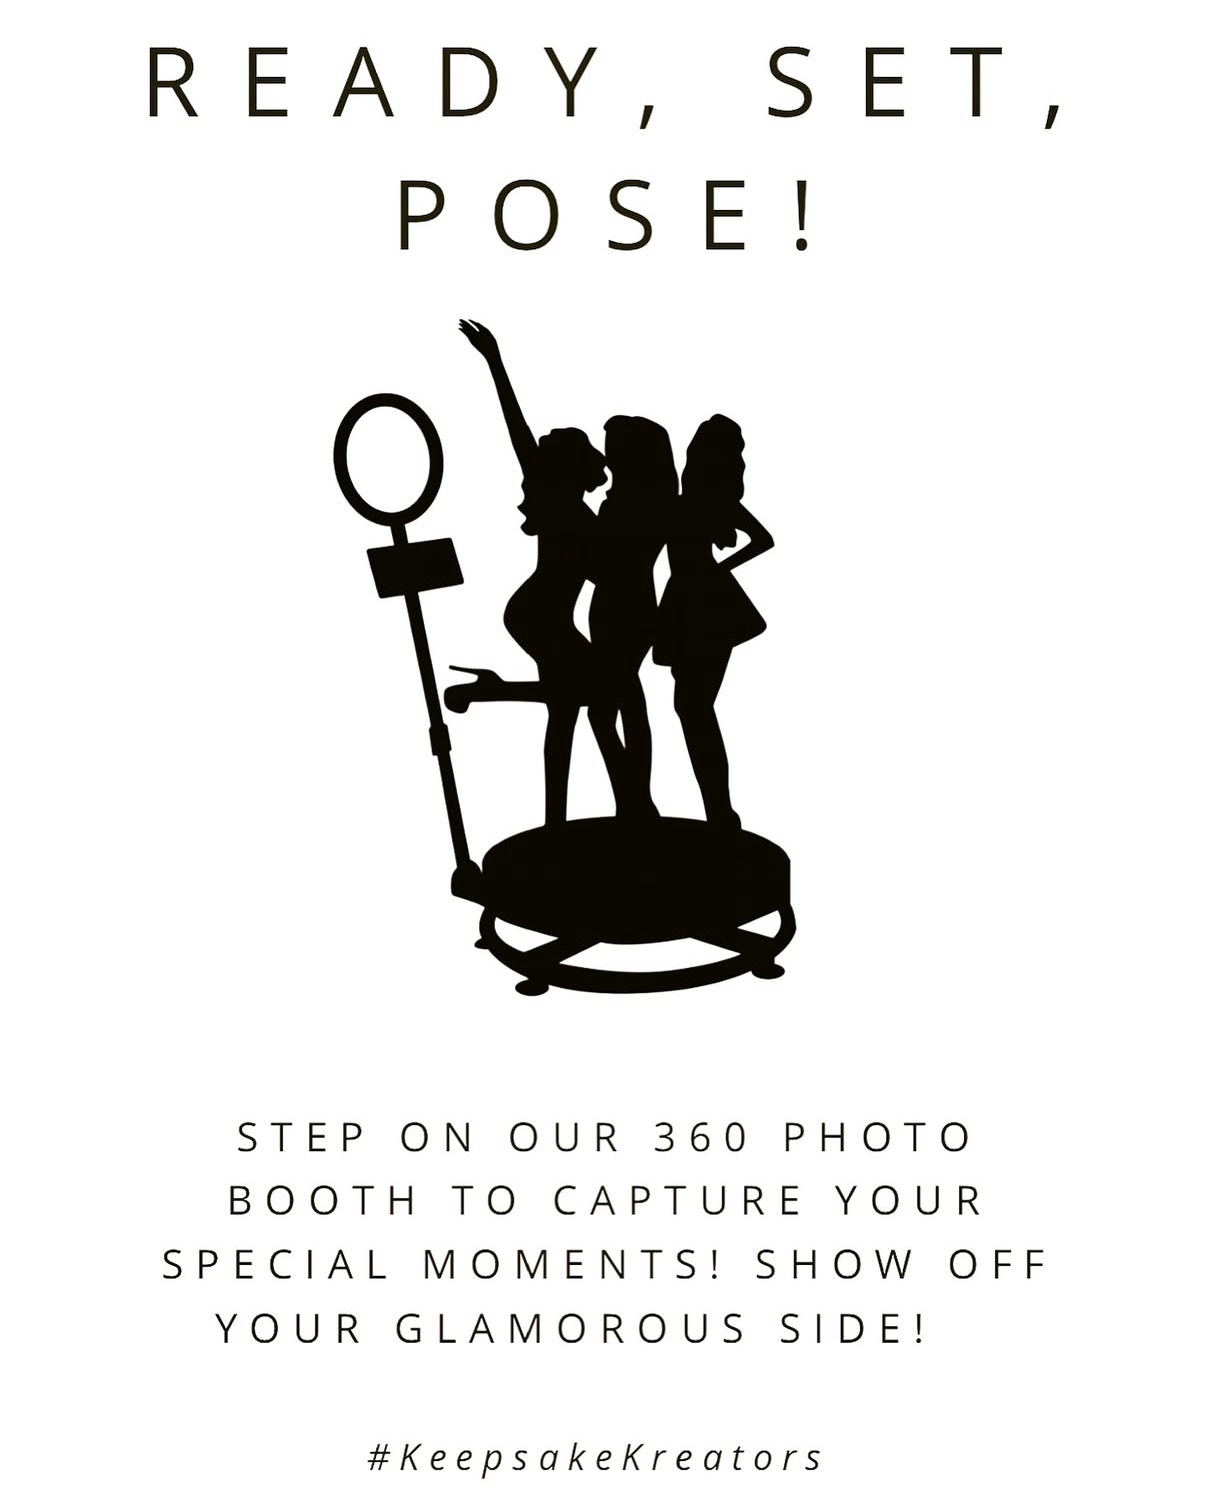 READY, SET,
POSE!
STEP ON OUR 360 PHOTO
BOOTH TO CAPTURE YOUR
SPECIAL MOMENTS! SHOW OFF
YOUR GLAMOROUS SIDE!
#KeepsakeKreators